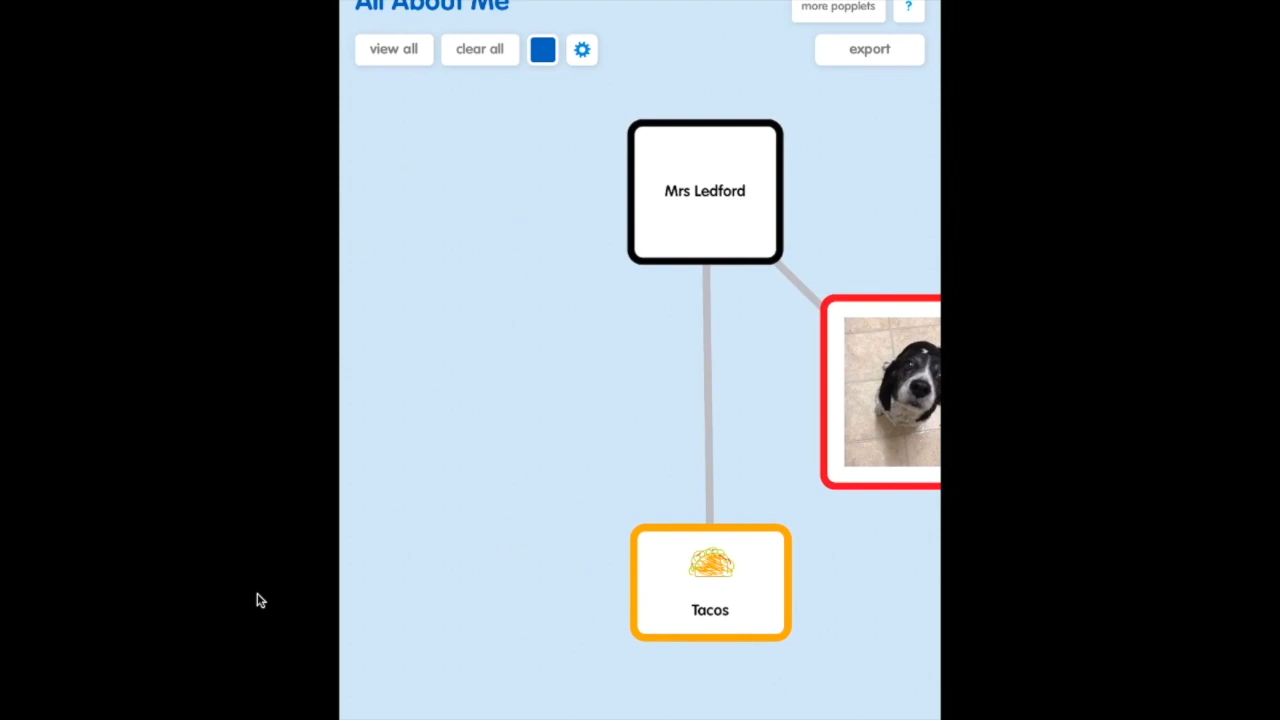 All About Me
more popplets
?
view all
clear all
export
Mrs Ledford
Tacos